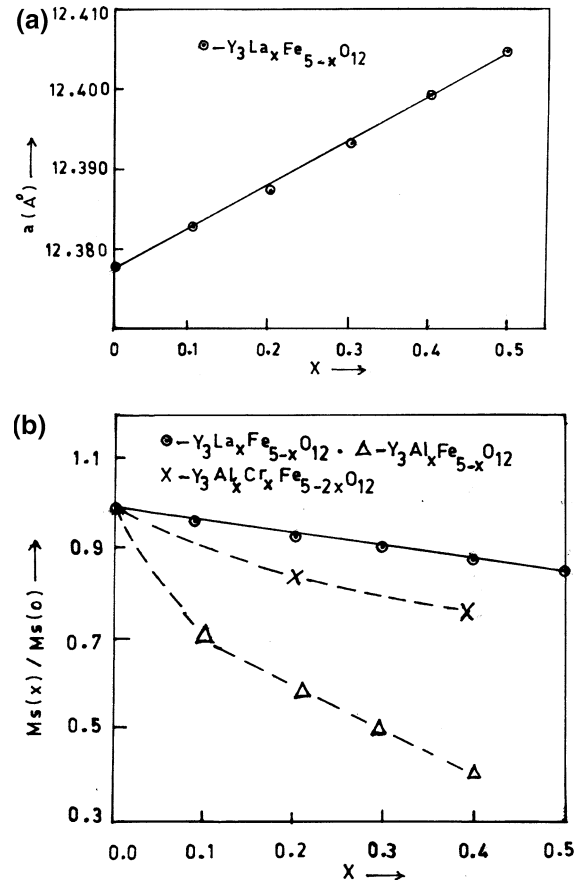 (a)
12.410
⊙-Y₃LaₓFe₅₋ₓO₁₂
12.400
12.390
12.380
a(A°) →
0 0.1 0.2 0.3 0.4 0.5
X →
(b)
⊙-Y₃LaₓFe₅₋ₓO₁₂ · △-Y₃AlₓFe₅₋ₓO₁₂
X-Y₃AlₓCrₓFe₅₋₂ₓO₁₂
1.1
0.9
0.7
0.5
0.3
Ms(x)/Ms(o) →
0.0 0.1 0.2 0.3 0.4 0.5
X →